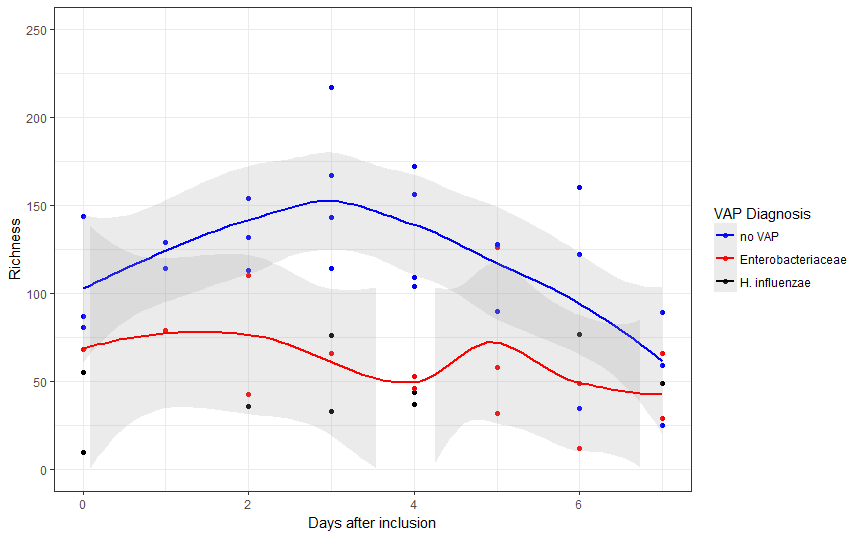 250
200
150
100
50
0
Richness
0 2 4 6
Days after inclusion
VAP Diagnosis
no VAP
Enterobacteriaceae
H. influenzae